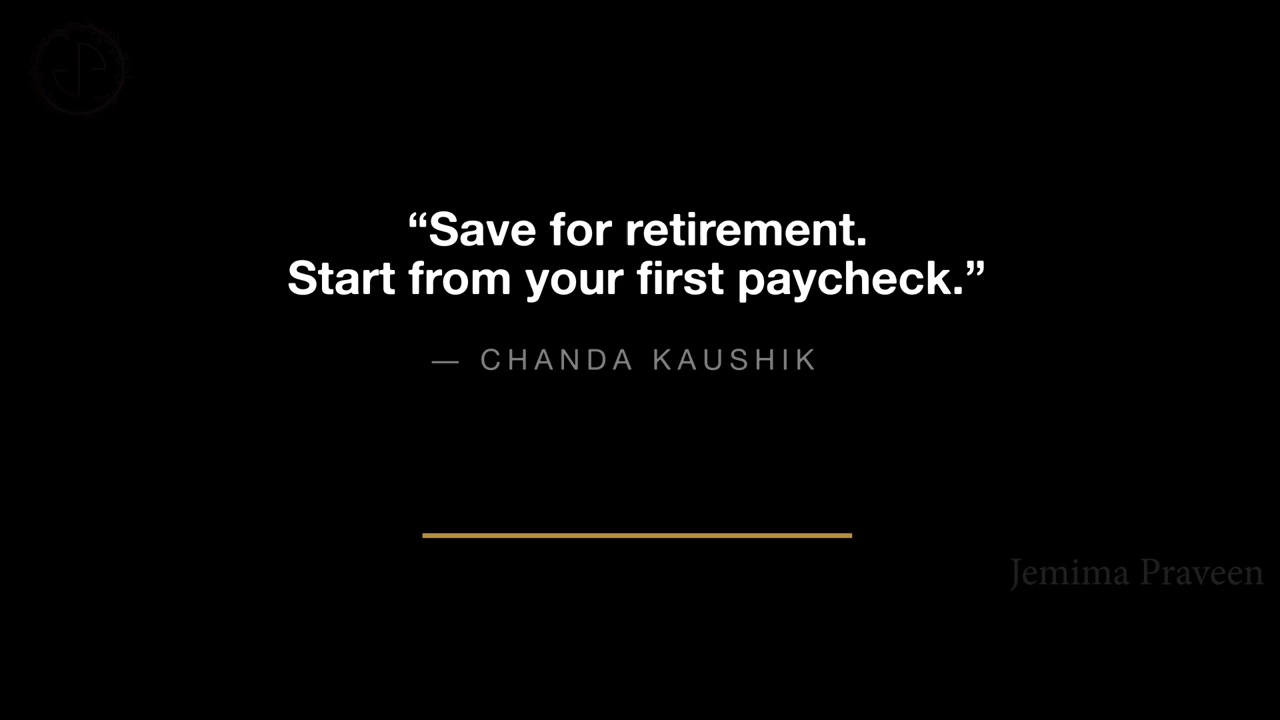 “Save for retirement.
Start from your first paycheck.”
— CHANDA KAUSHIK
Jemima Praveen